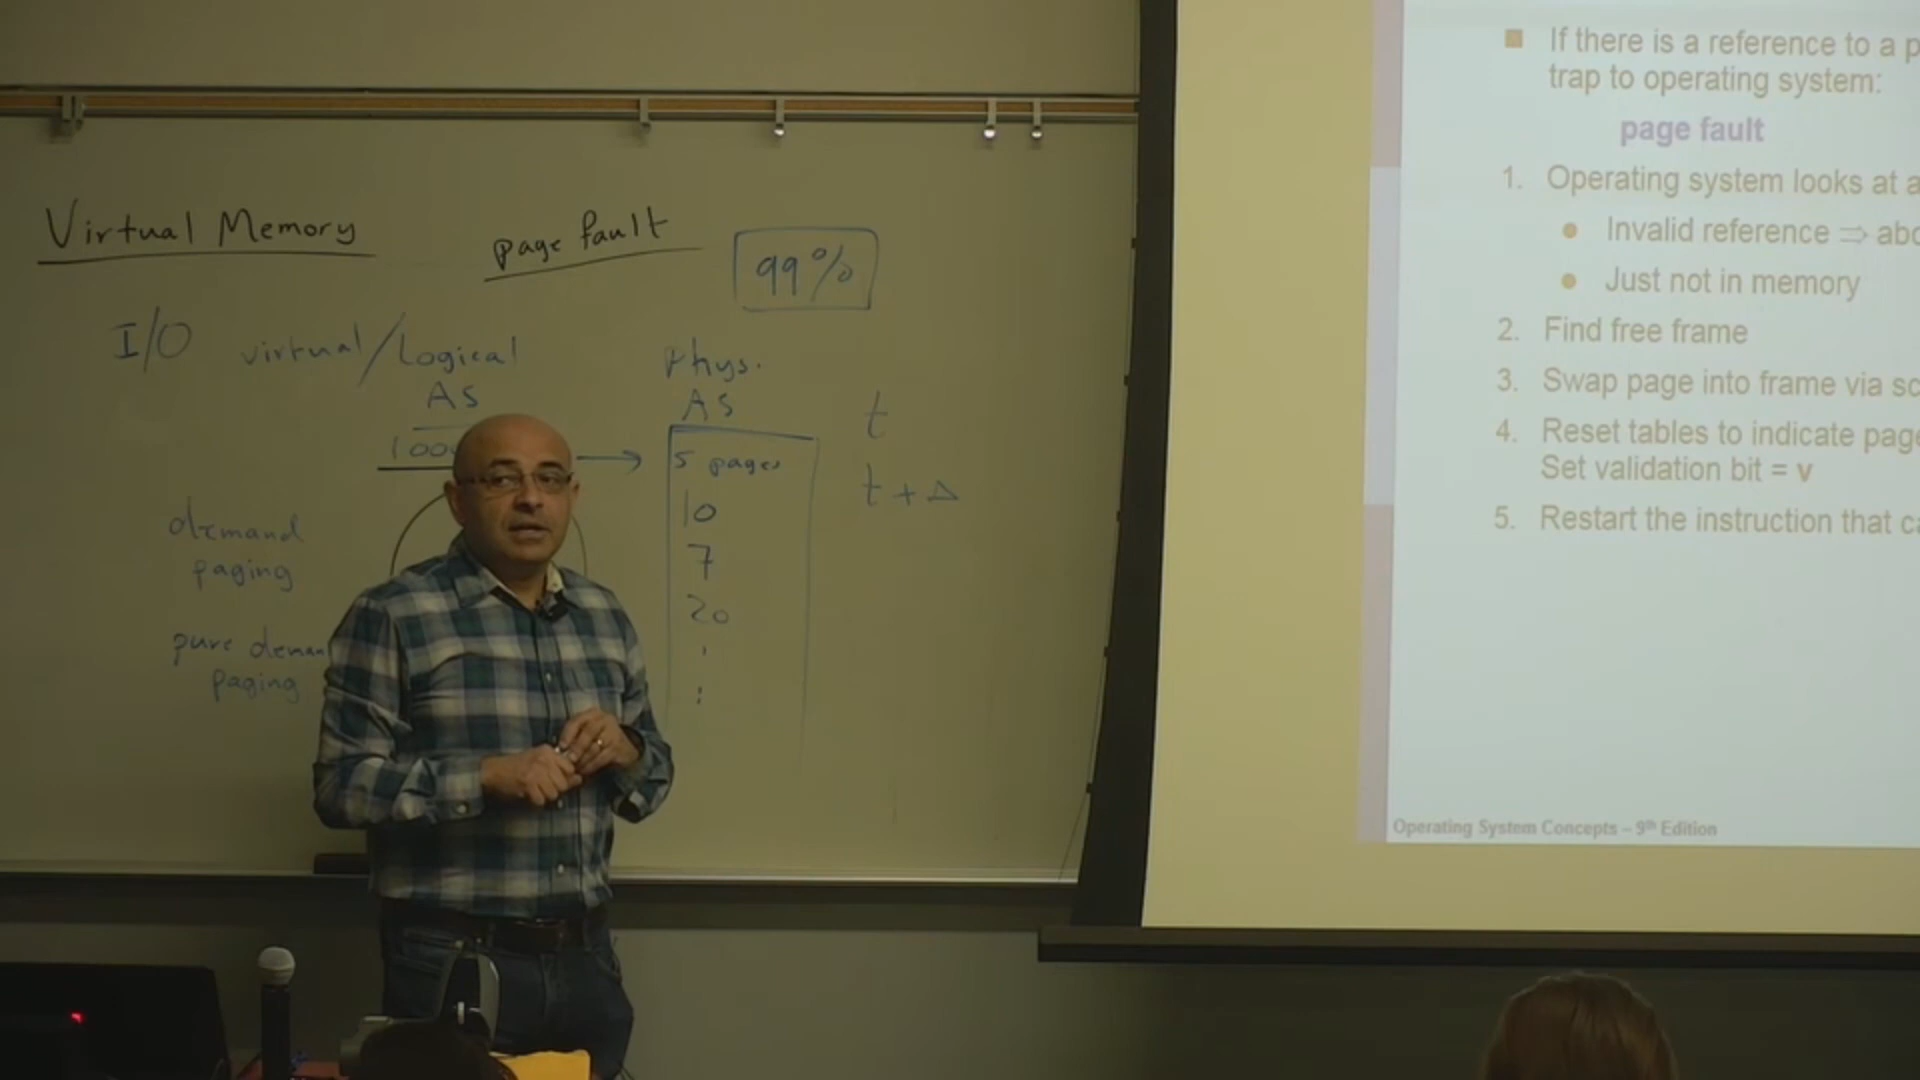 Virtual Memory
page fault
99%
I/O
virtual/Logical
AS
Phys.
AS
t
5 pages
10
t + Δ
7
20
demand
paging
pure
paging
If there is a reference to a
trap to operating system:
page fault
1. Operating system looks at
Invalid reference ⇒
Just not in memory
2. Find free frame
3. Swap page into frame via
4. Reset tables to indicate
Set validation bit = v
5. Restart the instruction that
Operating System Concepts – 9th Edition